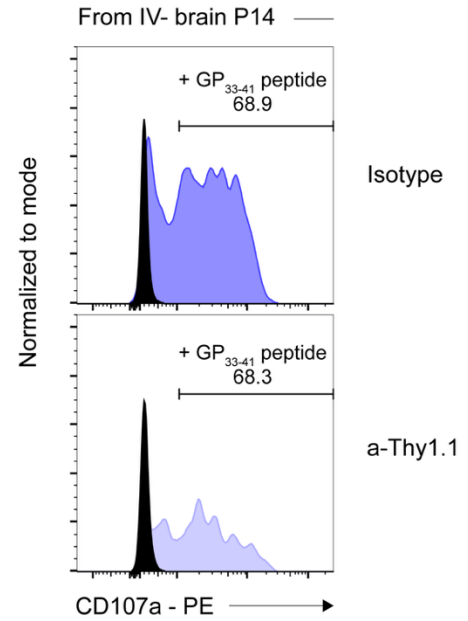 From IV- brain P14
Normalized to mode
+ GP33-41 peptide
68.9
Isotype
+ GP33-41 peptide
68.3
a-Thy1.1
CD107a - PE